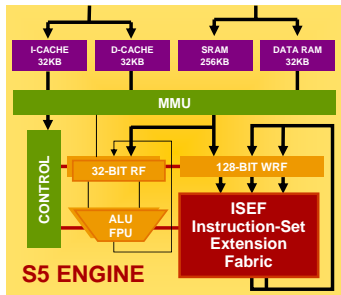 I-CACHE
32KB
D-CACHE
32KB
SRAM
256KB
DATA RAM
32KB
MMU
CONTROL
32-BIT RF
128-BIT WRF
ALU
FPU
ISEF
Instruction-Set
Extension
Fabric
S5 ENGINE